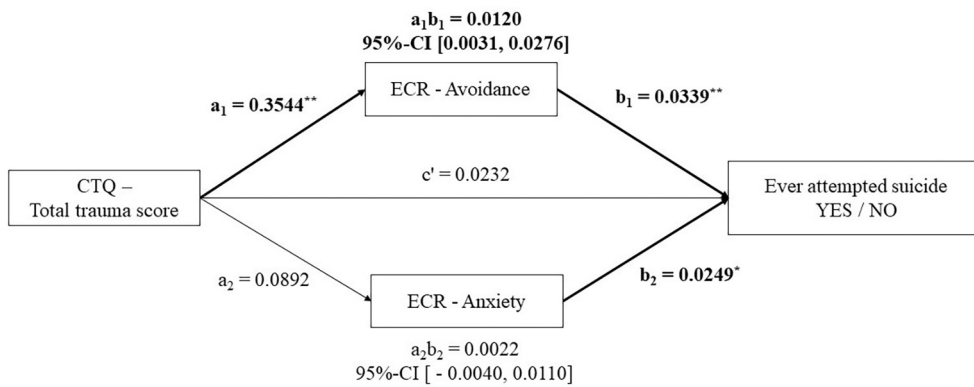 a₁b₁ = 0.0120
95%-CI [0.0031, 0.0276]
ECR - Avoidance
a₁ = 0.3544**
b₁ = 0.0339**
CTQ –
Total trauma score
c' = 0.0232
Ever attempted suicide
YES / NO
a₂ = 0.0892
b₂ = 0.0249*
ECR - Anxiety
a₂b₂ = 0.0022
95%-CI [ - 0.0040, 0.0110]